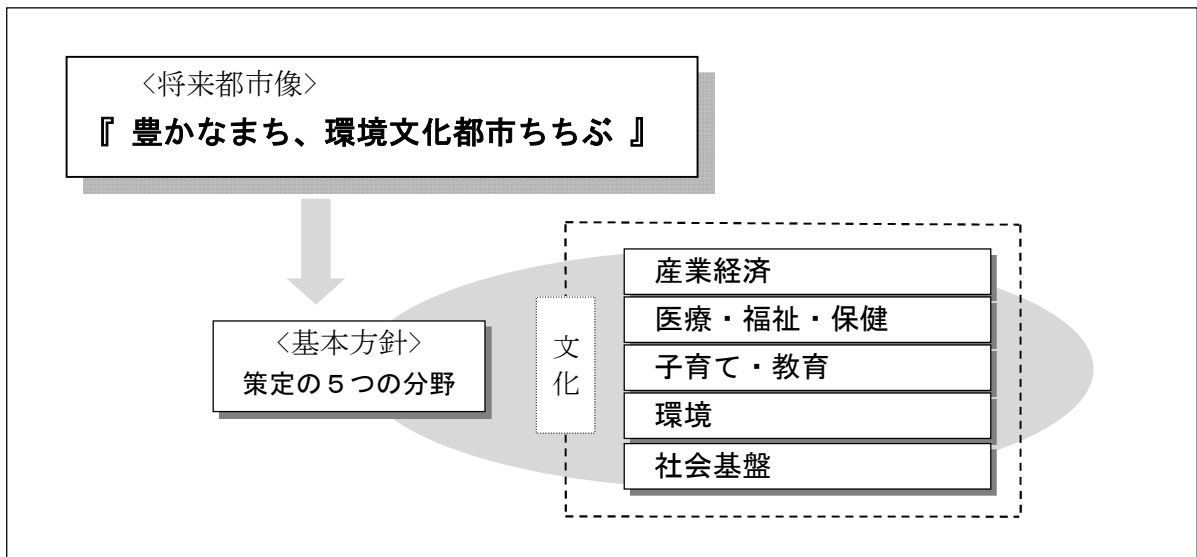 〈将来都市像〉
『 豊かなまち、環境文化都市ちちぶ 』
〈基本方針〉
策定の５つの分野
文化
産業経済
医療・福祉・保健
子育て・教育
環境
社会基盤